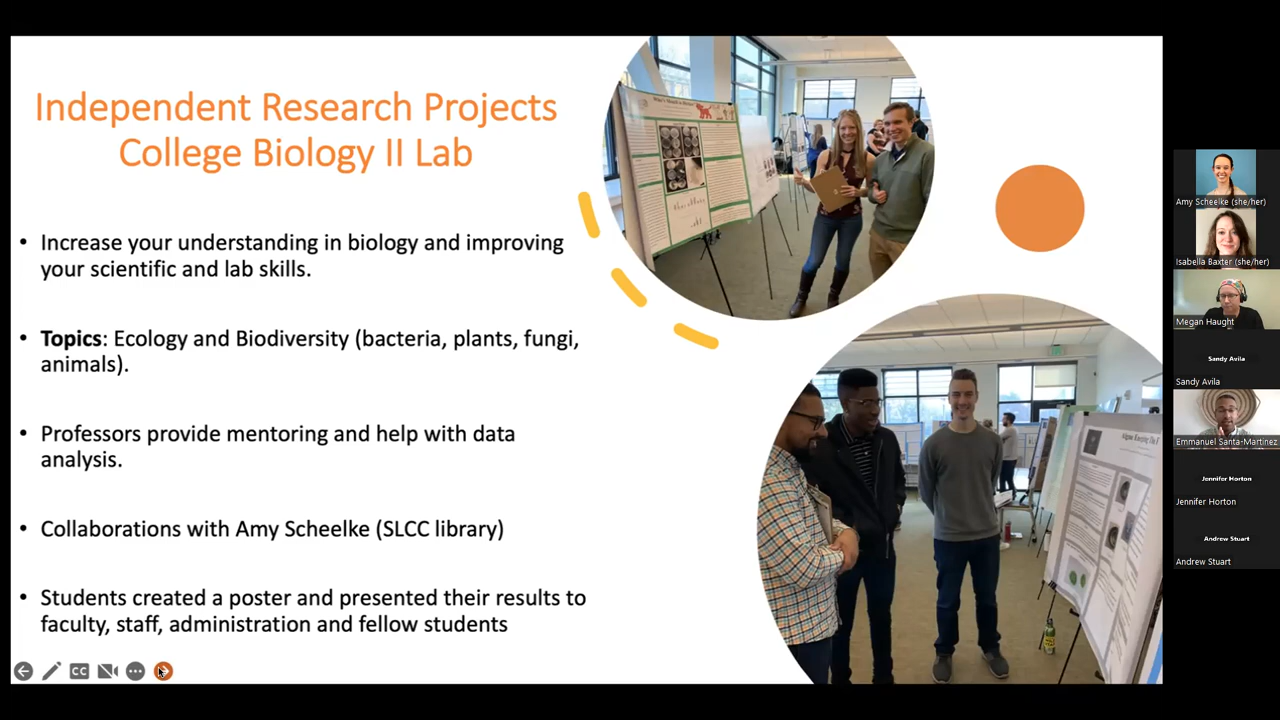 Independent Research Projects
College Biology II Lab
• Increase your understanding in biology and improving
your scientific and lab skills.
• Topics: Ecology and Biodiversity (bacteria, plants, fungi,
animals).
• Professors provide mentoring and help with data
analysis.
• Collaborations with Amy Scheelke (SLCC library)
• Students created a poster and presented their results to
faculty, staff, administration and fellow students
CC
Amy Scheelke (she/her)
Isabella Baxter (she/her)
Megan Haught
Sandy Avila
Sandy Avila
Emmanuel Santa-Martinez
Jennifer Horton
Jennifer Horton
Andrew Stuart
Andrew Stuart